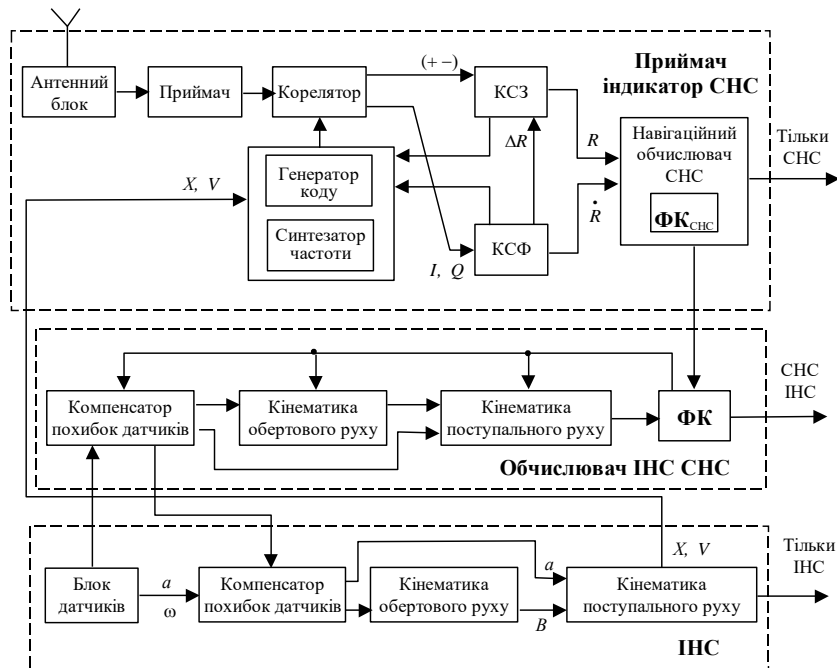 Приймач
індикатор СНС
Антенний
блок
Приймач
Корелятор
(+ −)
КСЗ
ΔR
R
Навігаційний
обчислювач
СНС
ФКСНС
Тільки
СНС
X, V
Генератор
коду
Синтезатор
частоти
I, Q
КСФ
Ṙ
СНС
ІНС
Компенсатор
похибок датчиків
Кінематика
обертового руху
Кінематика
поступального руху
ФК
Обчислювач ІНС СНС
X, V
Тільки
ІНС
Блок
датчиків
a
ω
Компенсатор
похибок датчиків
Кінематика
обертового руху
a
B
Кінематика
поступального руху
ІНС